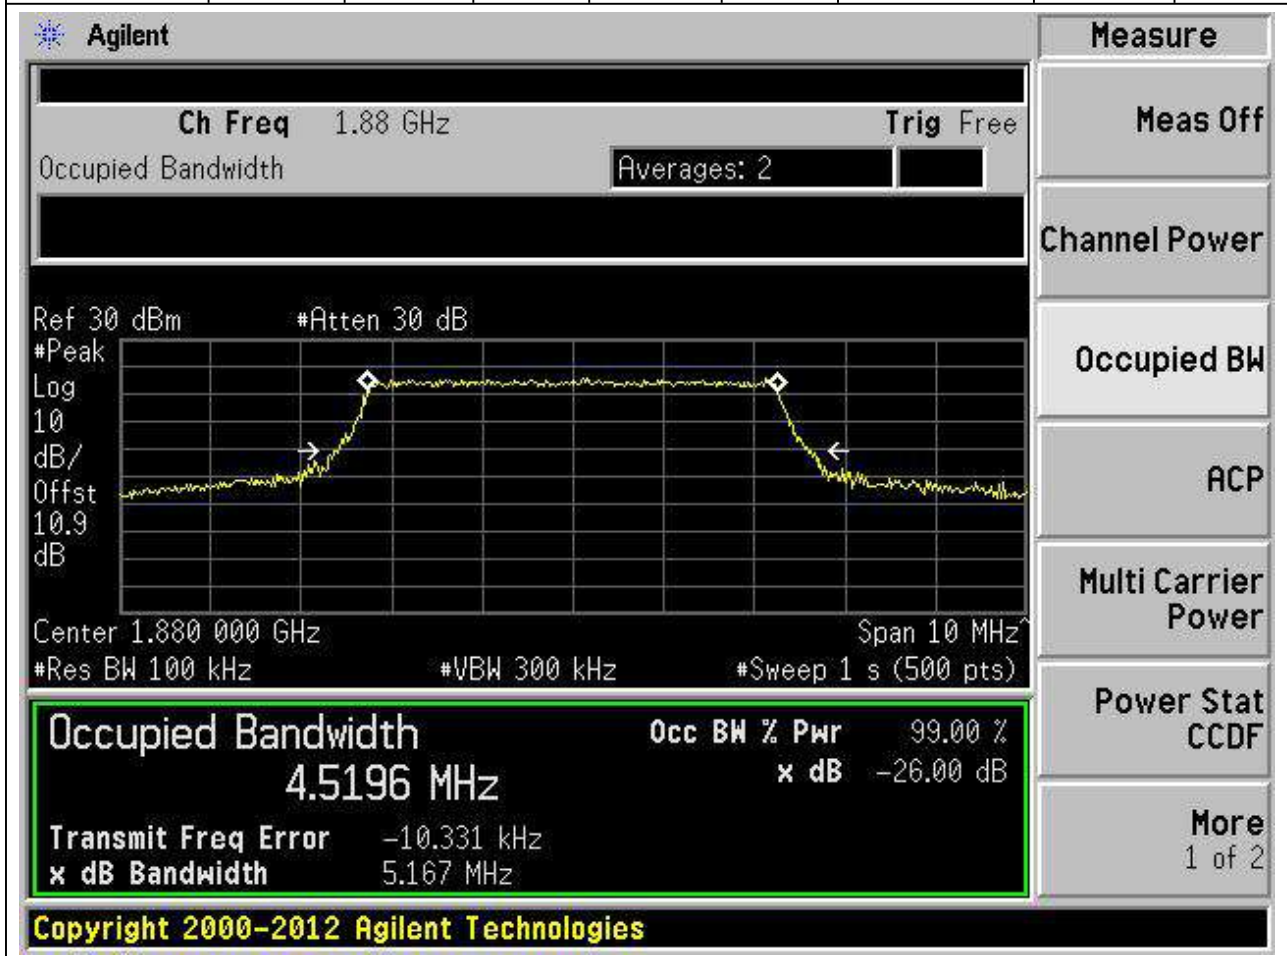 Agilent
Measure
Ch Freq 1.88 GHz Trig Free
Meas Off
Occupied Bandwidth Averages: 2
Channel Power
Ref 30 dBm #Atten 30 dB
#Peak
Log
10
dB/
Offst
10.9
dB
Occupied BW
ACP
Center 1.880 000 GHz Span 10 MHz^
#Res BW 100 kHz #VBW 300 kHz #Sweep 1 s (500 pts)
Multi Carrier
Power
Occupied Bandwidth Occ BW % Pwr 99.00 %
4.5196 MHz x dB -26.00 dB
Transmit Freq Error -10.331 kHz
x dB Bandwidth 5.167 MHz
Power Stat
CCDF
More
1 of 2
Copyright 2000-2012 Agilent Technologies